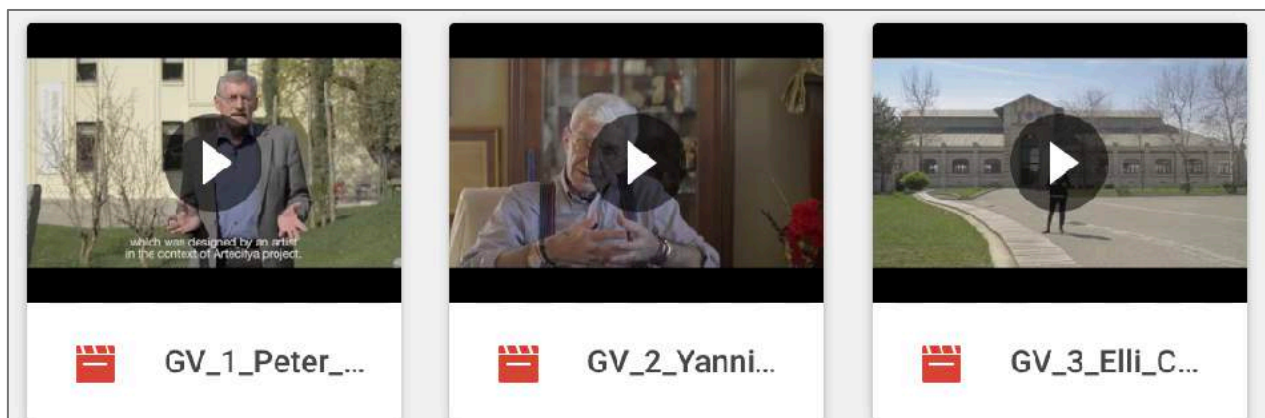 which was designed by an artist
in the context of Artecitya project.
GV_1_Peter_...
GV_2_Yanni...
GV_3_Elli_C...